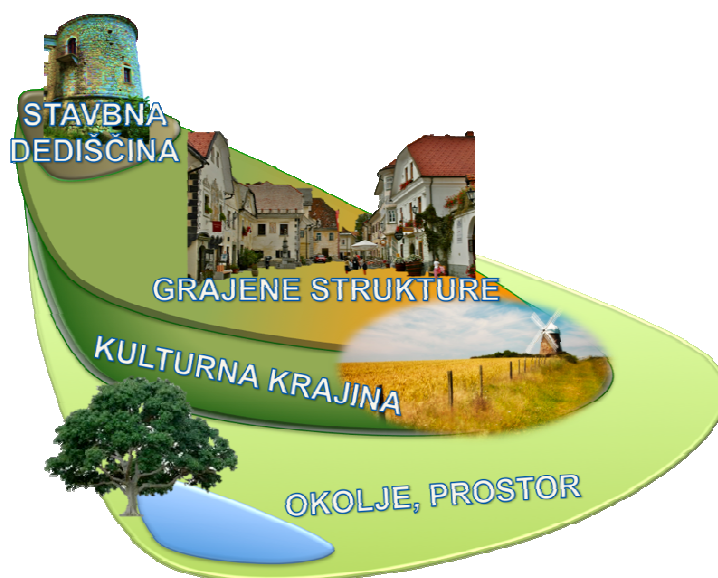 STAVBNA
DEDIŠČINA
GRAJENE STRUKTURE
KULTURNA KRAJINA
OKOLJE, PROSTOR